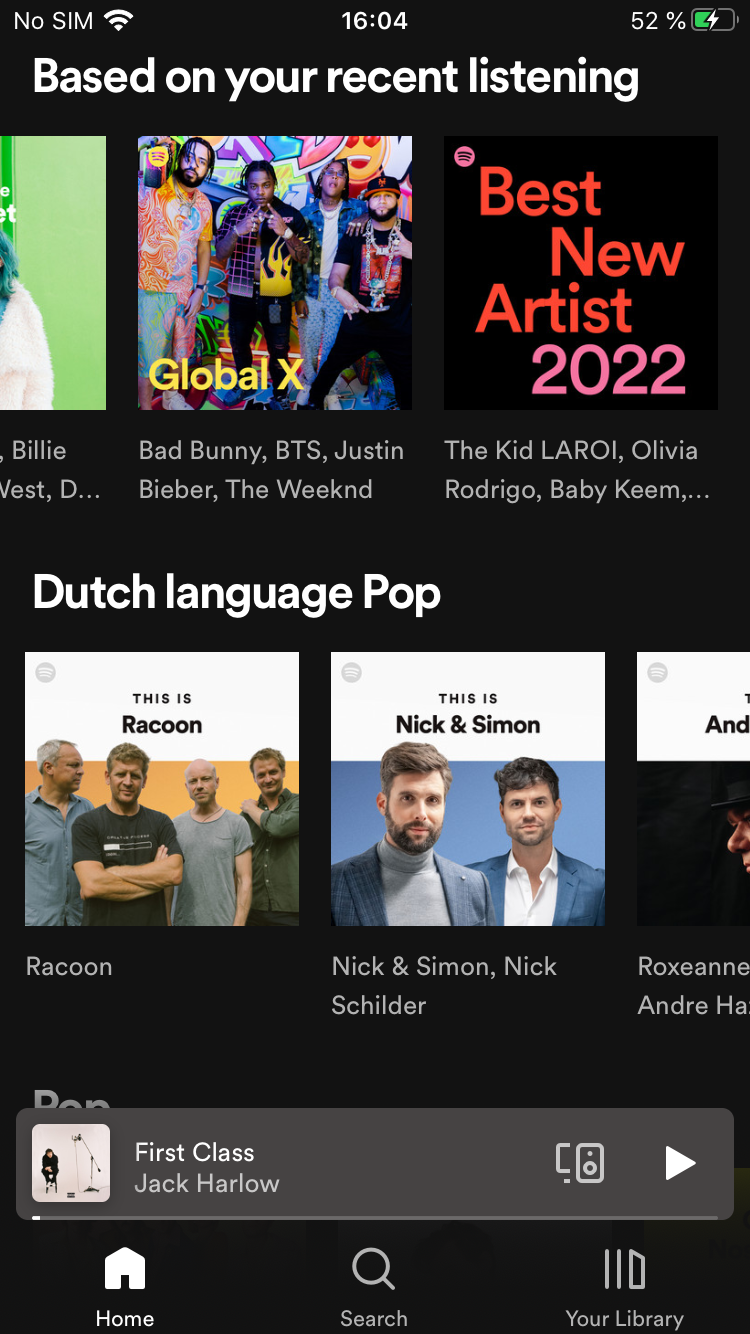 No SIM 16:04 52 %
Based on your recent listening
Global X
Best
New
Artist
2022
, Billie
West, D...
Bad Bunny, BTS, Justin
Bieber, The Weeknd
The Kid LAROI, Olivia
Rodrigo, Baby Keem,...
Dutch language Pop
THIS IS
Racoon
THIS IS
Nick & Simon
And
Racoon
Nick & Simon, Nick
Schilder
Roxeanne
Andre Ha
Pop
First Class
Jack Harlow
Home
Search
Your Library